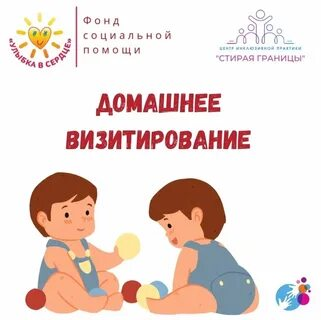 «УЛЫБКА В СЕРДЦЕ»
Фонд
социальной
помощи
ЦЕНТР ИНКЛЮЗИВНОЙ ПРАКТИКИ
"СТИРАЯ ГРАНИЦЫ"
ДОМАШНЕЕ
ВИЗИТИРОВАНИЕ